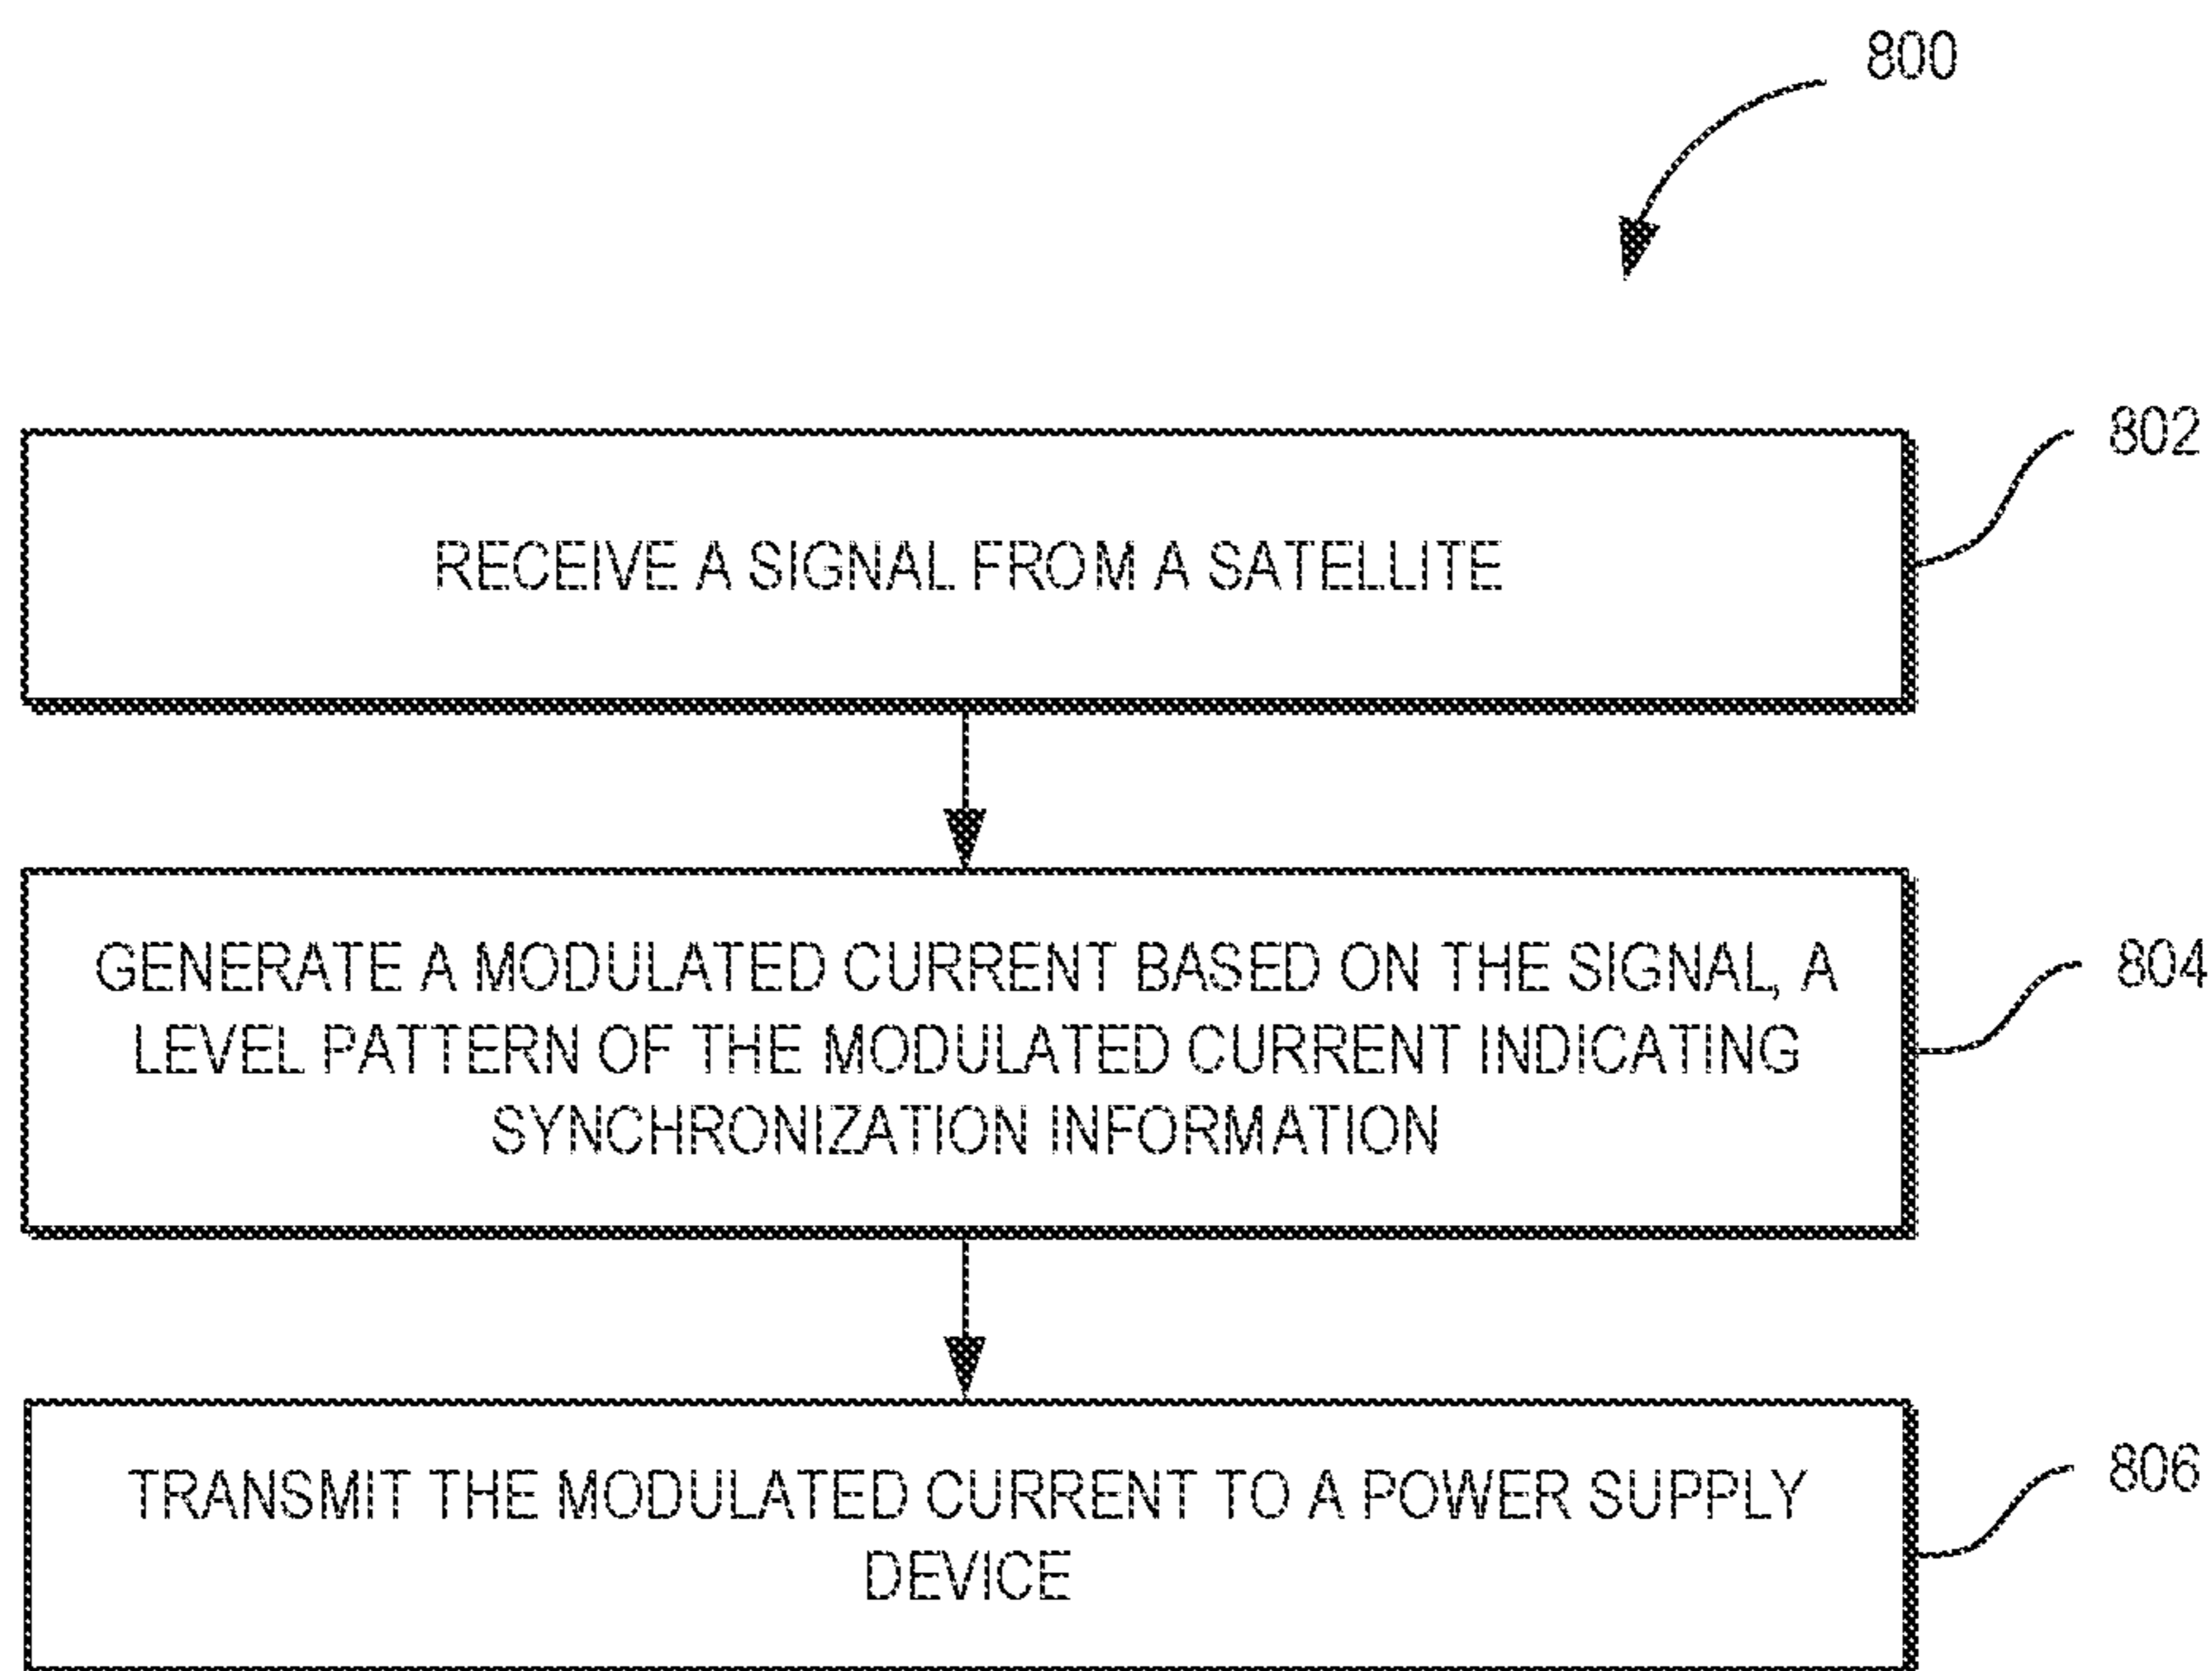 800
802
RECEIVE A SIGNAL FROM A SATELLITE
GENERATE A MODULATED CURRENT BASED ON THE SIGNAL, A
804
LEVEL PATTERN OF THE MODULATED CURRENT INDICATING
SYNCHRONIZATION INFORMATION
TRANSMIT THE MODULATED CURRENT TO A POWER SUPPLY
806
DEVICE